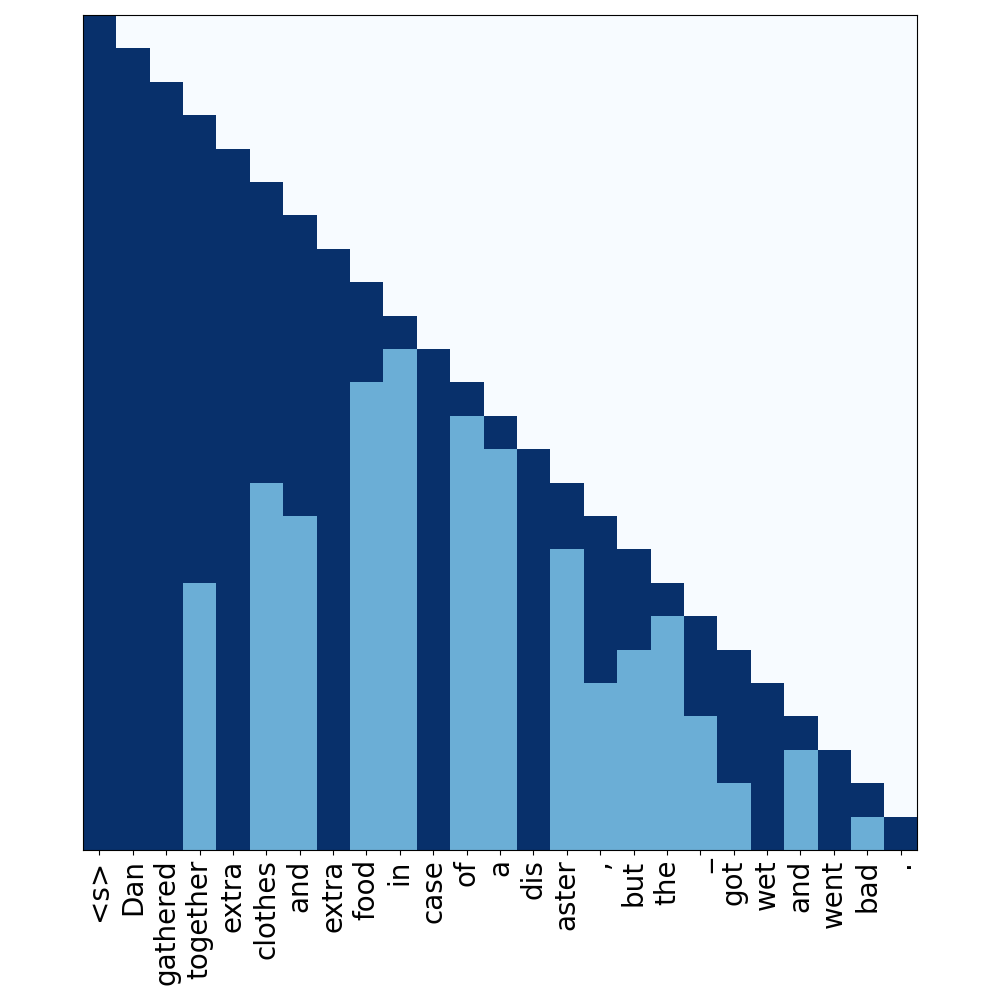 <s> Dan gathered together extra clothes and extra food in case of a dis aster , but the _ got wet and went bad .